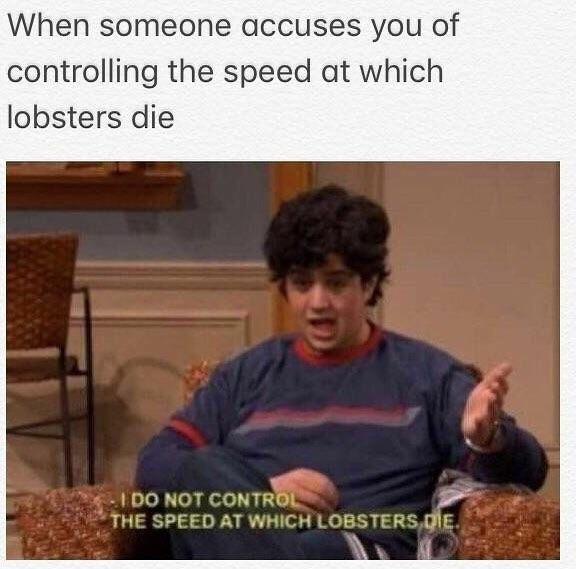 When someone accuses you of
controlling the speed at which
lobsters die
- I DO NOT CONTROL
THE SPEED AT WHICH LOBSTERS DIE.